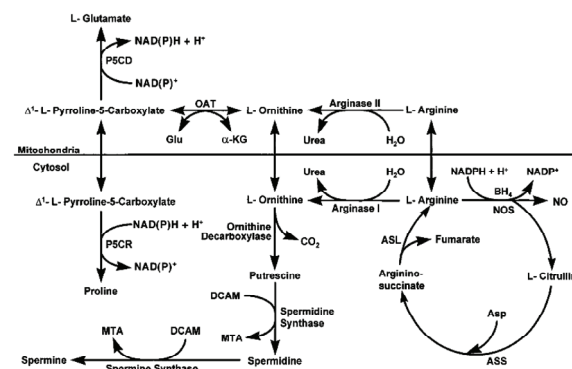 L- Glutamate
NAD(P)H + H⁺
P5CD
NAD(P)⁺
Δ¹- L- Pyrroline-5-Carboxylate
OAT
L- Ornithine
Arginase II
L- Arginine
Glu
α-KG
Urea
H₂O
Mitochondria
Cytosol
Urea
H₂O
NADPH + H⁺
NADP⁺
Δ¹- L- Pyrroline-5-Carboxylate
L- Ornithine
Arginase I
L- Arginine
BH₄
NOS
NO
NAD(P)H + H⁺
P5CR
NAD(P)⁺
Ornithine
Decarboxylase
CO₂
ASL
Fumarate
Proline
Putrescine
Arginino-
succinate
L- Citrullin
DCAM
Spermidine
Synthase
MTA
Asp
MTA
DCAM
Spermine
Spermine Synthase
Spermidine
ASS